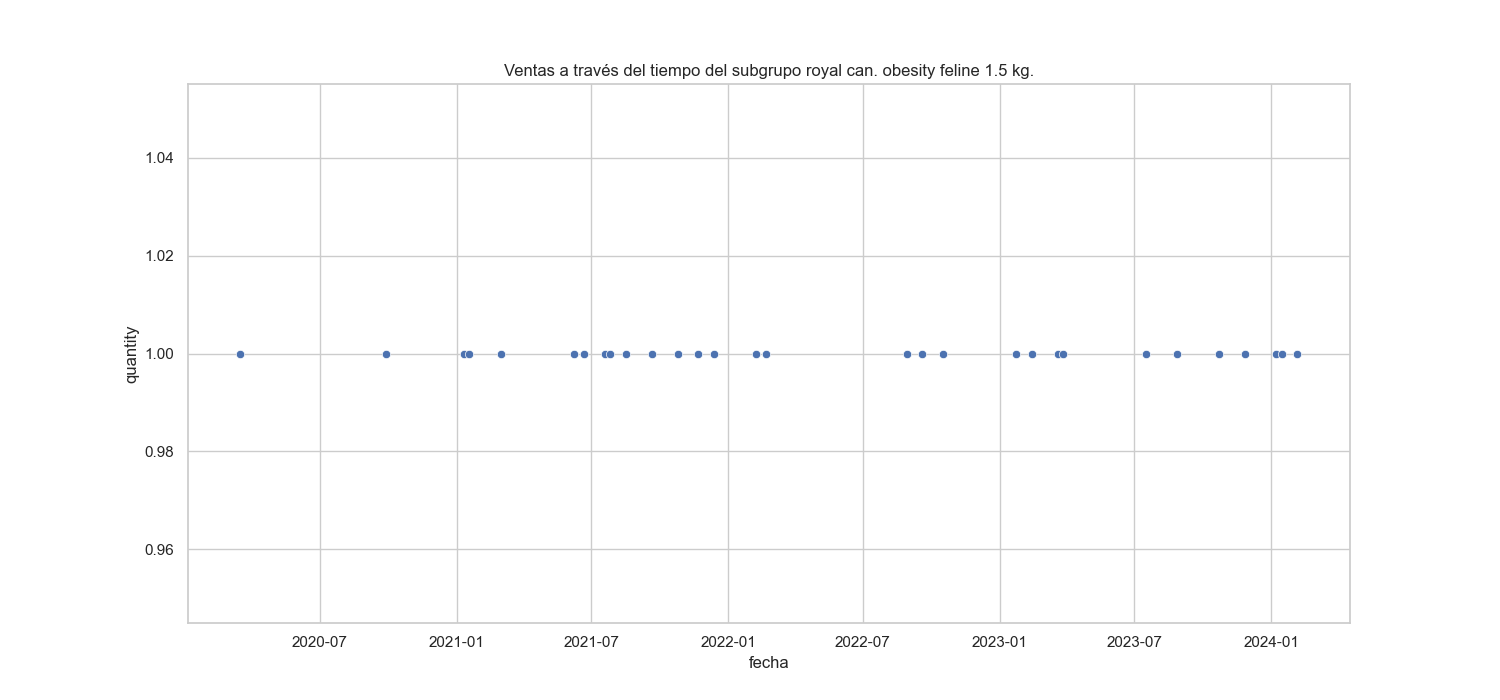 Ventas a través del tiempo del subgrupo royal can. obesity feline 1.5 kg.
1.04
1.02
1.00
0.98
0.96
quantity
2020-07 2021-01 2021-07 2022-01 2022-07 2023-01 2023-07 2024-01
fecha